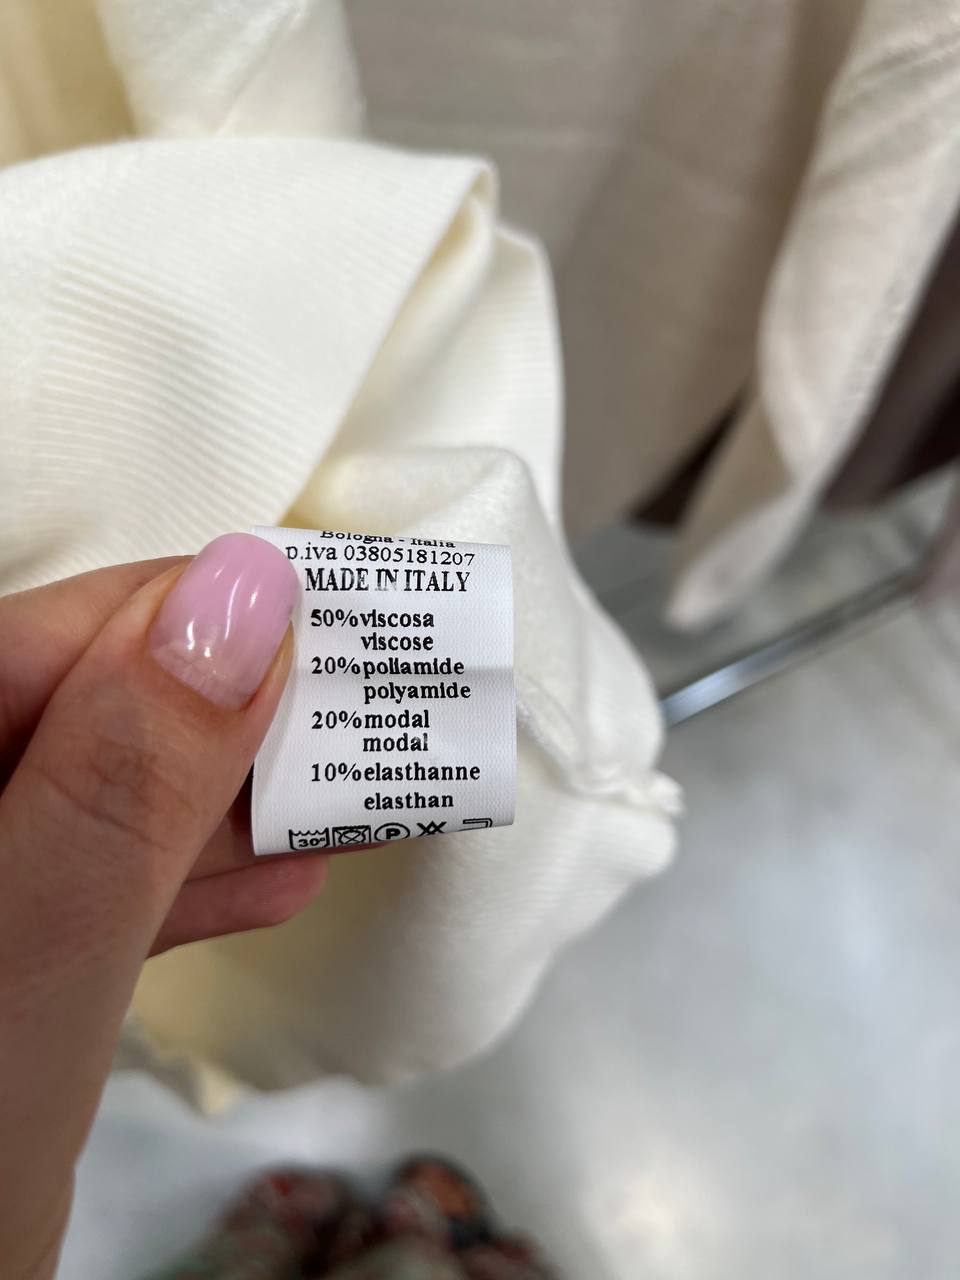 Bologna - Italia
p.iva 03805181207
MADE IN ITALY
50%viscosa
viscose
20%poliamide
polyamide
20%modal
modal
10%elasthanne
elasthan
30° P